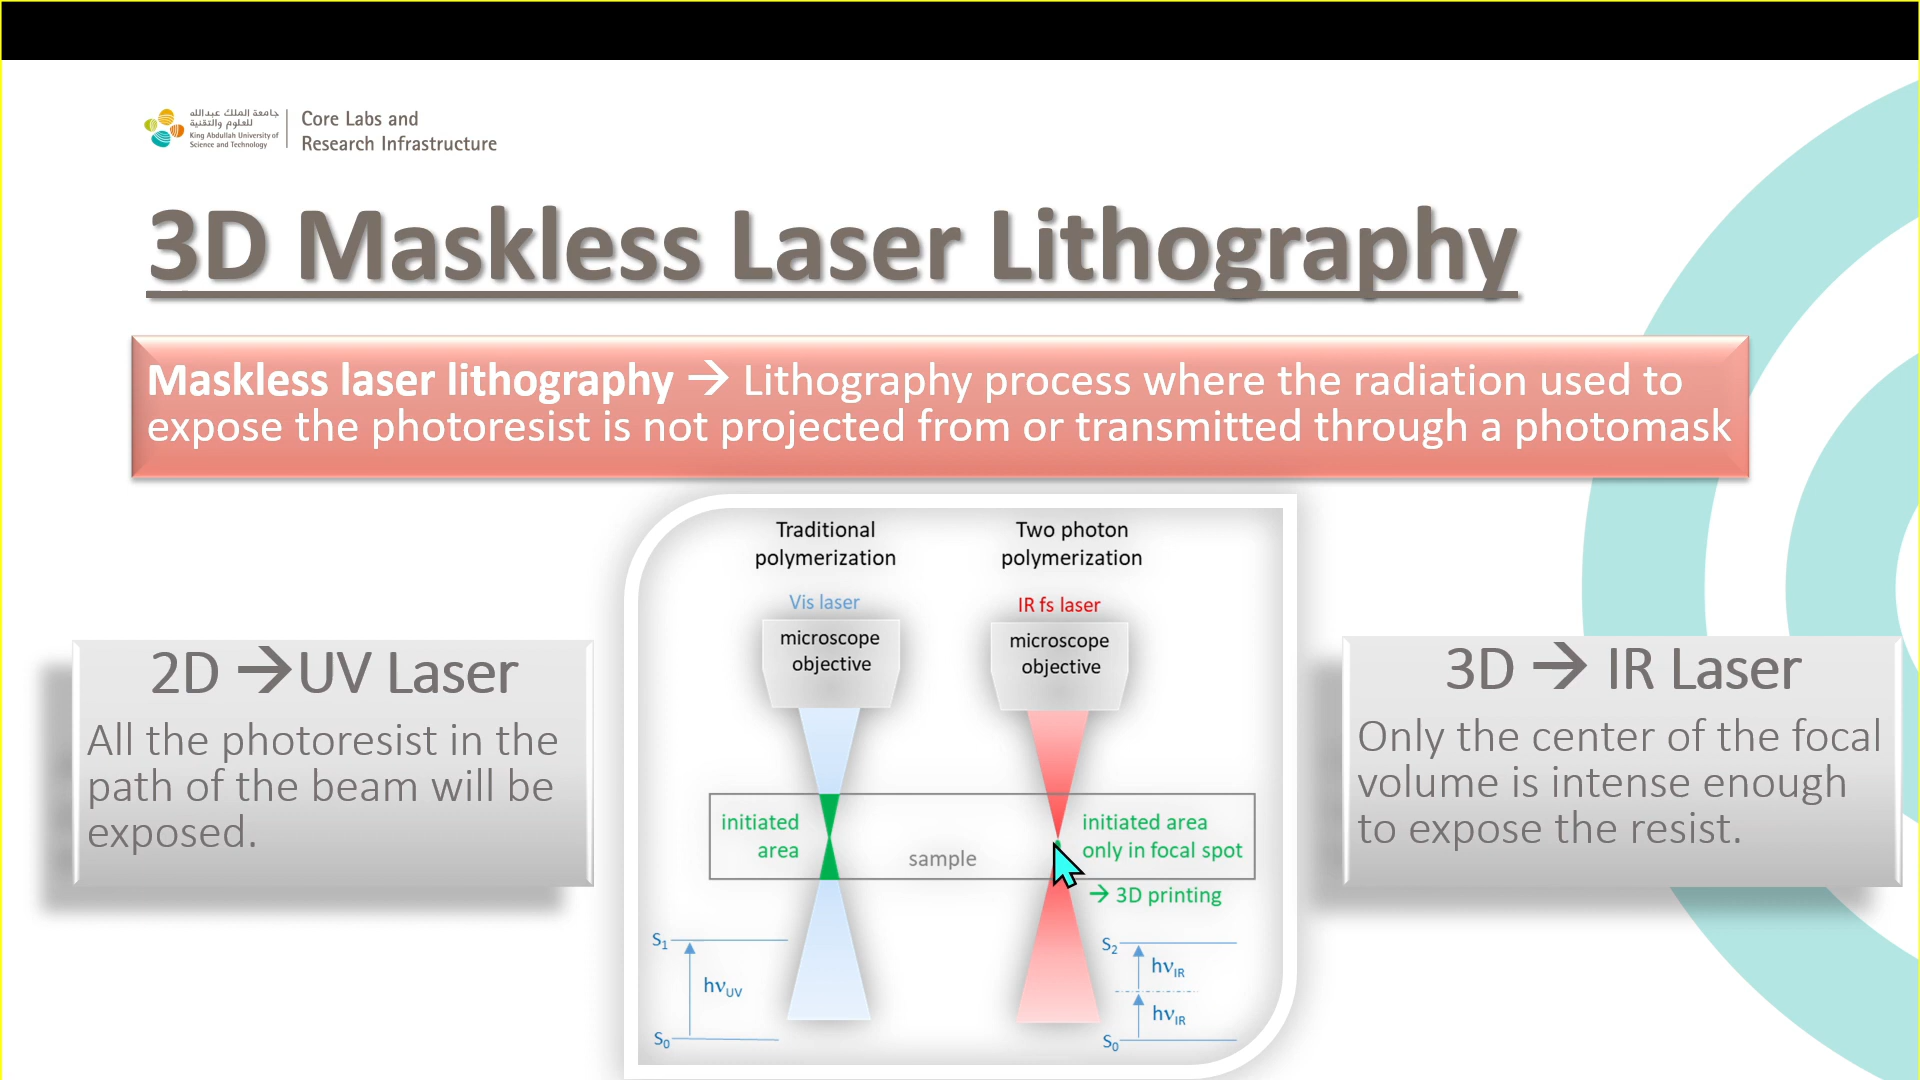 جامعة الملك عبدالله
للعلوم والتقنية
King Abdullah University of
Science and Technology
Core Labs and
Research Infrastructure
3D Maskless Laser Lithography
Maskless laser lithography → Lithography process where the radiation used to
expose the photoresist is not projected from or transmitted through a photomask
2D →UV Laser
All the photoresist in the
path of the beam will be
exposed.
Traditional
polymerization
Vis laser
microscope
objective
initiated
area
S1
hνUV
S0
sample
Two photon
polymerization
IR fs laser
microscope
objective
initiated area
only in focal spot
→ 3D printing
S2
hνIR
hνIR
S0
3D → IR Laser
Only the center of the focal
volume is intense enough
to expose the resist.